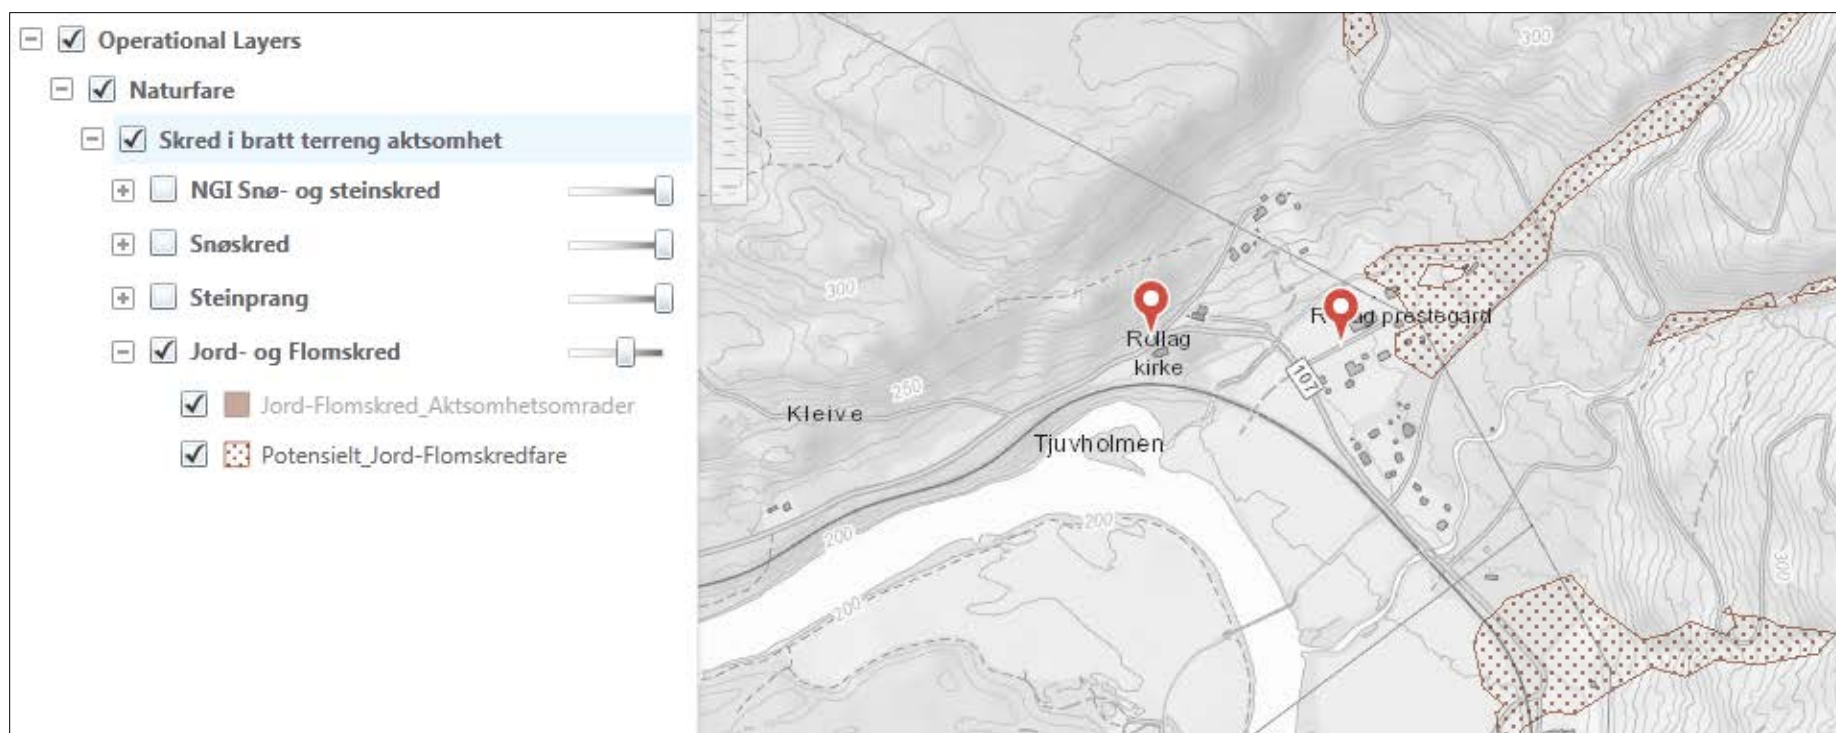 Operational Layers
Naturfare
Skred i bratt terreng aktsomhet
NGI Snø- og steinskred
Snøskred
Steinprang
Jord- og Flomskred
Jord-Flomskred_Aktsomhetsomrader
Potensielt_Jord-Flomskredfare
300
300
prestegard
Rollag
kirke
107
250
Kleive
Tjuvholmen
200
200
200
300